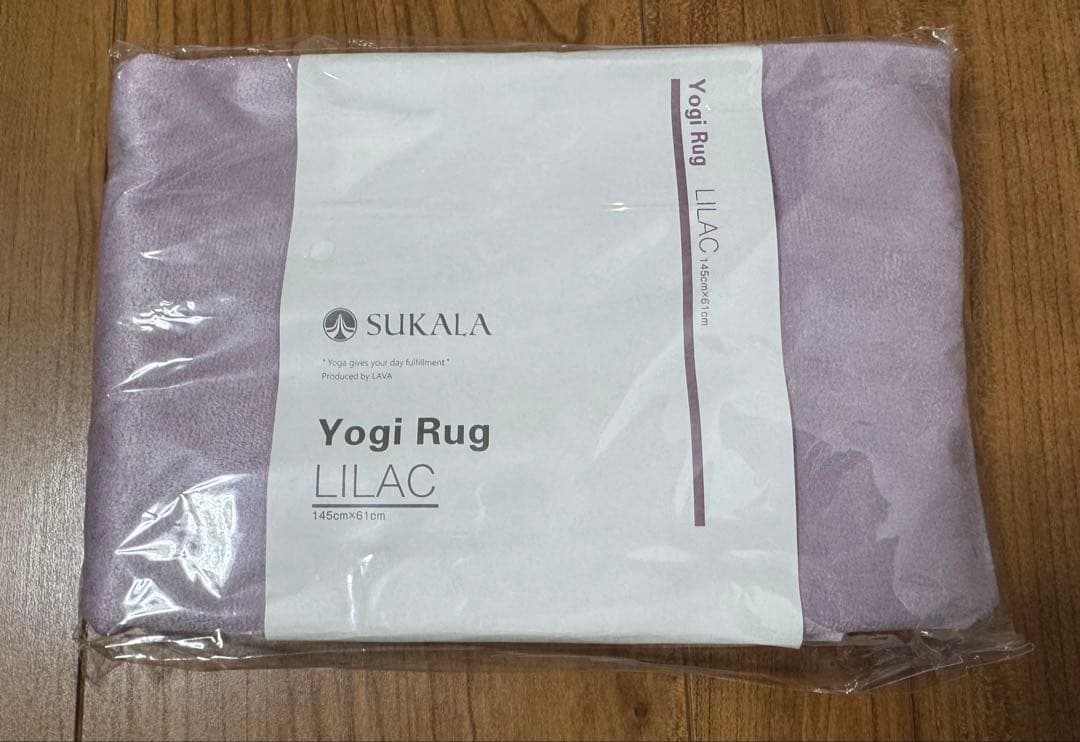 SUKALA
" Yoga gives your day fulfillment "
Produced by LAVA
Yogi Rug
LILAC
145cm×61cm
Yogi Rug LILAC 145cm×61cm